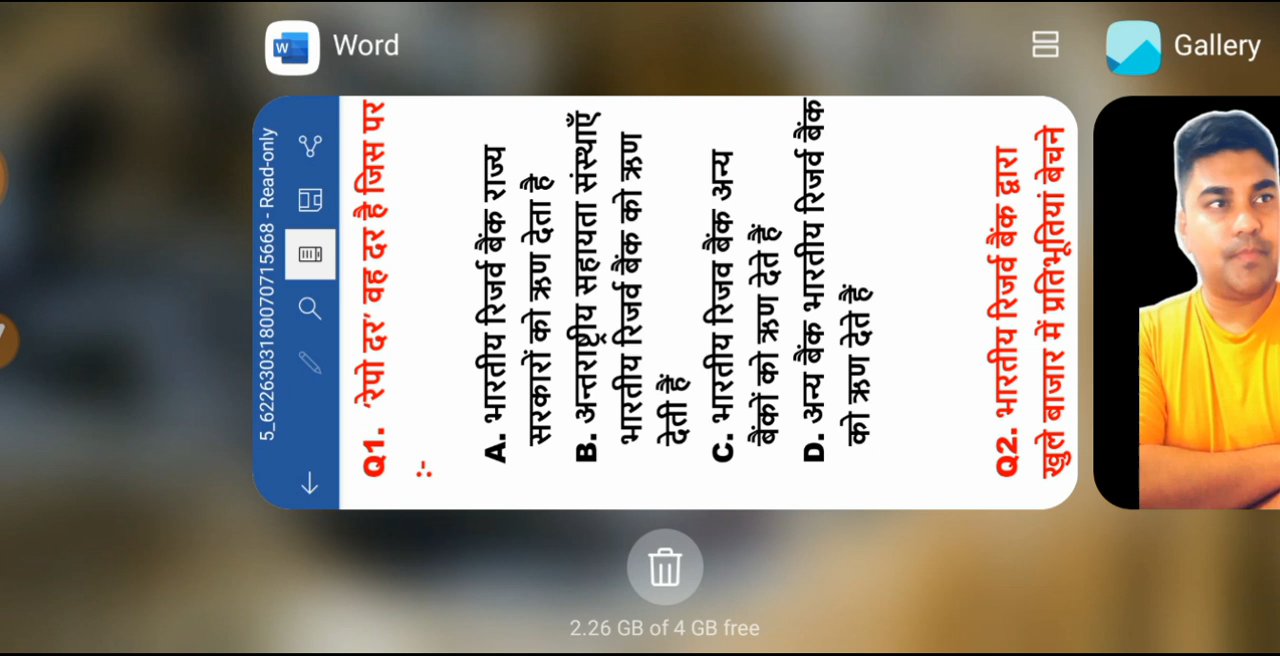 Word
Gallery
5_6226303180070715668 - Read-only
Q1. 'रेपो दर' वह दर है जिस पर
:-
A. भारतीय रिजर्व बैंक राज्य
सरकारों को ऋण देता है
B. अन्तराष्ट्रीय सहायता संस्थाएँ
भारतीय रिजर्व बैंक को ऋण
देती हैं
C. भारतीय रिजव बैंक अन्य
बैंकों को ऋण देते हैं
D. अन्य बैंक भारतीय रिजर्व बैंक
को ऋण देते हैं
Q2. भारतीय रिजर्व बैंक द्वारा
खुले बाजार में प्रतिभूतियां बेचने
2.26 GB of 4 GB free